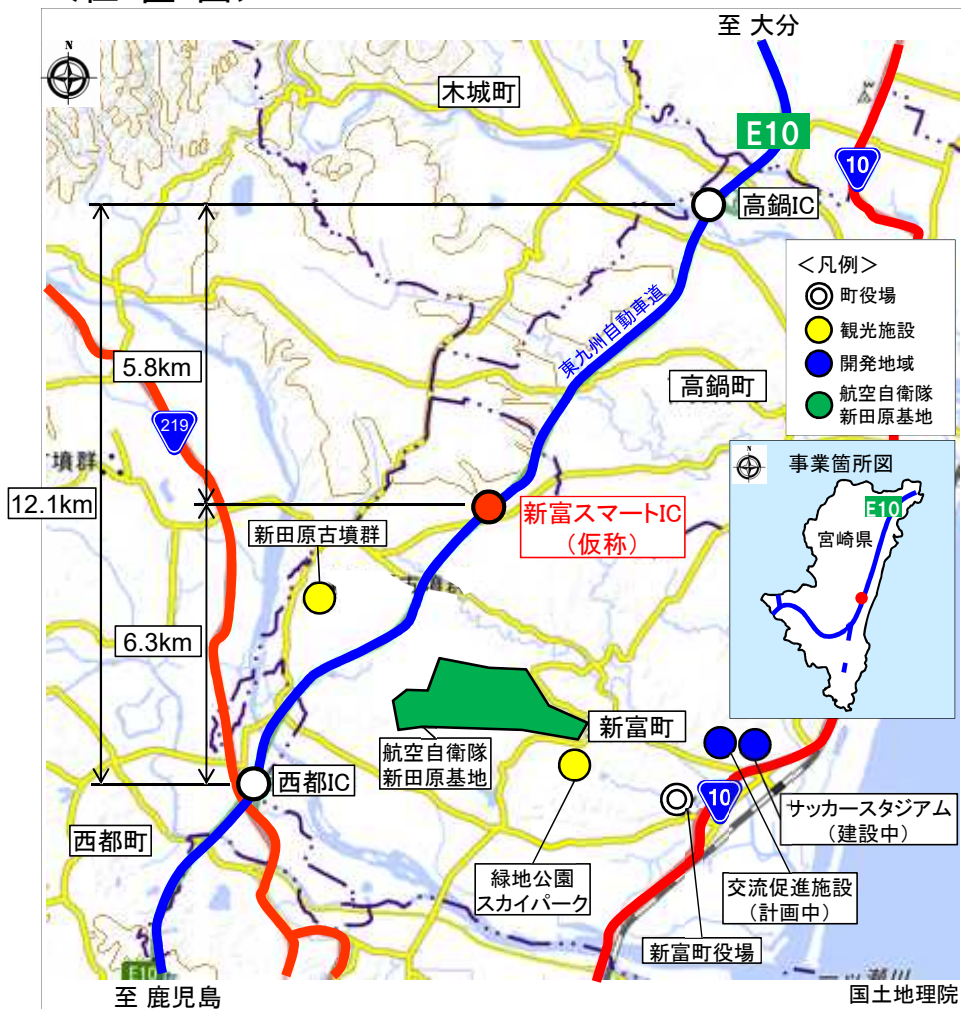 至 大分
N
木城町
E10
10
高鍋IC
<凡例>
町役場
観光施設
開発地域
航空自衛隊
新田原基地
東九州自動車道
5.8km
高鍋町
219
墳群
12.1km
新富スマートIC
(仮称)
新田原古墳群
事業箇所図
E10
宮崎県
6.3km
新富町
航空自衛隊
新田原基地
西都IC
10
サッカースタジアム
(建設中)
西都町
緑地公園
スカイパーク
交流促進施設
(計画中)
新富町役場
至 鹿児島
国土地理院